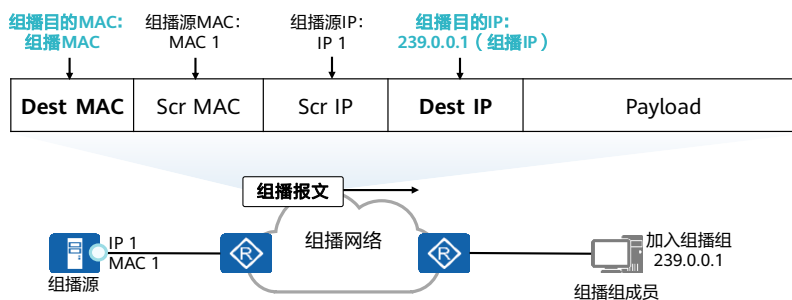 组播目的MAC:
组播MAC
组播源MAC:
MAC 1
组播源IP:
IP 1
组播目的IP:
239.0.0.1（组播IP）
Dest MAC
Scr MAC
Scr IP
Dest IP
Payload
组播报文
IP 1
MAC 1
组播源
R
组播网络
R
加入组播组
239.0.0.1
组播组成员